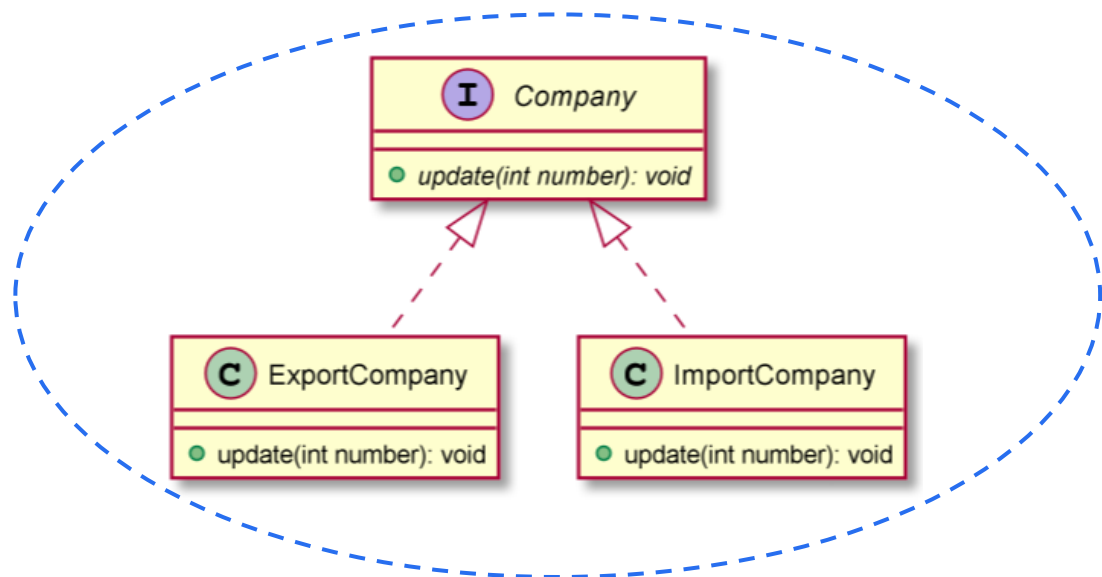 I Company
update(int number): void
C ExportCompany
update(int number): void
C ImportCompany
update(int number): void